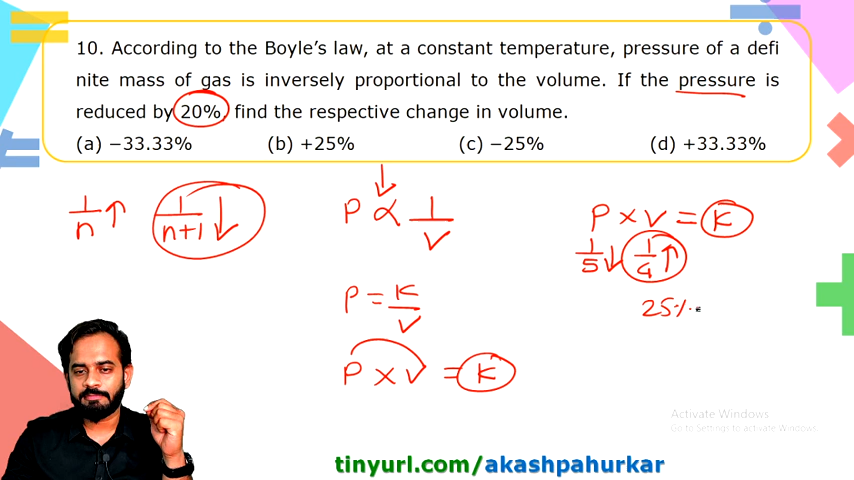 10. According to the Boyle’s law, at a constant temperature, pressure of a defi
nite mass of gas is inversely proportional to the volume. If the pressure is
reduced by 20%, find the respective change in volume.
(a) −33.33% (b) +25% (c) −25% (d) +33.33%
1/n ↑ 1/n+1 ↓
P ∝ 1/V
P = K/V
P × V = K
P × V = K
1/5 ↓ 1/4 ↑
25%
Activate Windows
Go to Settings to activate Windows.
tinyurl.com/akashpahurkar